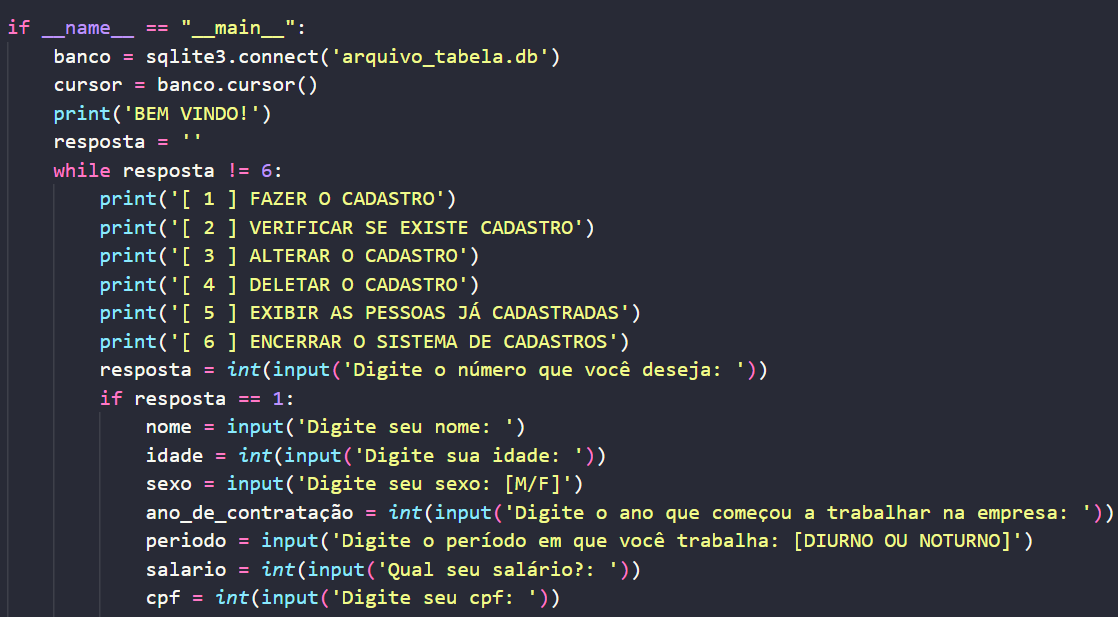 if __name__ == "__main__":
    banco = sqlite3.connect('arquivo_tabela.db')
    cursor = banco.cursor()
    print('BEM VINDO!')
    resposta = ''
    while resposta != 6:
        print('[ 1 ] FAZER O CADASTRO')
        print('[ 2 ] VERIFICAR SE EXISTE CADASTRO')
        print('[ 3 ] ALTERAR O CADASTRO')
        print('[ 4 ] DELETAR O CADASTRO')
        print('[ 5 ] EXIBIR AS PESSOAS JÁ CADASTRADAS')
        print('[ 6 ] ENCERRAR O SISTEMA DE CADASTROS')
        resposta = int(input('Digite o número que você deseja: '))
        if resposta == 1:
            nome = input('Digite seu nome: ')
            idade = int(input('Digite sua idade: '))
            sexo = input('Digite seu sexo: [M/F]')
            ano_de_contratação = int(input('Digite o ano que começou a trabalhar na empresa: '))
            periodo = input('Digite o período em que você trabalha: [DIURNO OU NOTURNO]')
            salario = int(input('Qual seu salário?: '))
            cpf = int(input('Digite seu cpf: '))